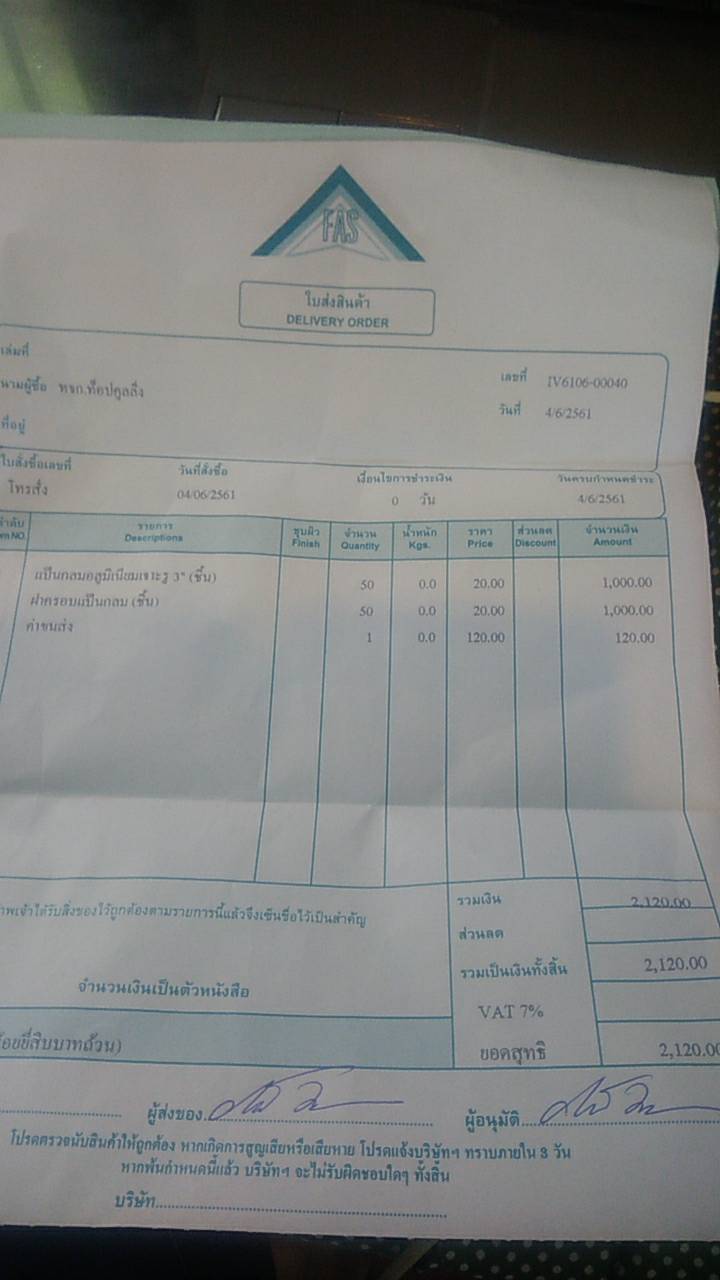 FAS
ใบส่งสินค้า
DELIVERY ORDER
เล่มที่
เลขที่ IV6106-00040
นามผู้ซื้อ หจก.ท็อปคูลลิ่ง
วันที่ 4/6/2561
ที่อยู่
ใบสั่งซื้อเลขที่ วันที่สั่งซื้อ เงื่อนไขการชำระเงิน วันครบกำหนดชำระ
โทรสั่ง 04/06/2561 0 วัน 4/6/2561
ลำดับ รายการ ชุบผิว จำนวน น้ำหนัก ราคา ส่วนลด จำนวนเงิน
NO. Descriptions Finish Quantity Kgs. Price Discount Amount
แป้นกลมอลูมิเนียมเจาะรู 3" (ชิ้น) 50 0.0 20.00 1,000.00
ฝาครอบแป้นกลม (ชิ้น) 50 0.0 20.00 1,000.00
ค่าขนส่ง 1 0.0 120.00 120.00
รวมเงิน 2,120.00
พเจ้าได้รับสิ่งของไว้ถูกต้องตามรายการนี้แล้วจึงเซ็นชื่อไว้เป็นสำคัญ
ส่วนลด
รวมเป็นเงินทั้งสิ้น 2,120.00
จำนวนเงินเป็นตัวหนังสือ
VAT 7%
ร้อยยี่สิบบาทถ้วน)
ยอดสุทธิ 2,120.00
ผู้ส่งของ ผู้อนุมัติ
โปรดตรวจนับสินค้าให้ถูกต้อง หากเกิดการสูญเสียหรือเสียหาย โปรดแจ้งบริษัทฯ ทราบภายใน 3 วัน
หากพ้นกำหนดนี้แล้ว บริษัทฯ จะไม่รับผิดชอบใดๆ ทั้งสิ้น
บริษัท